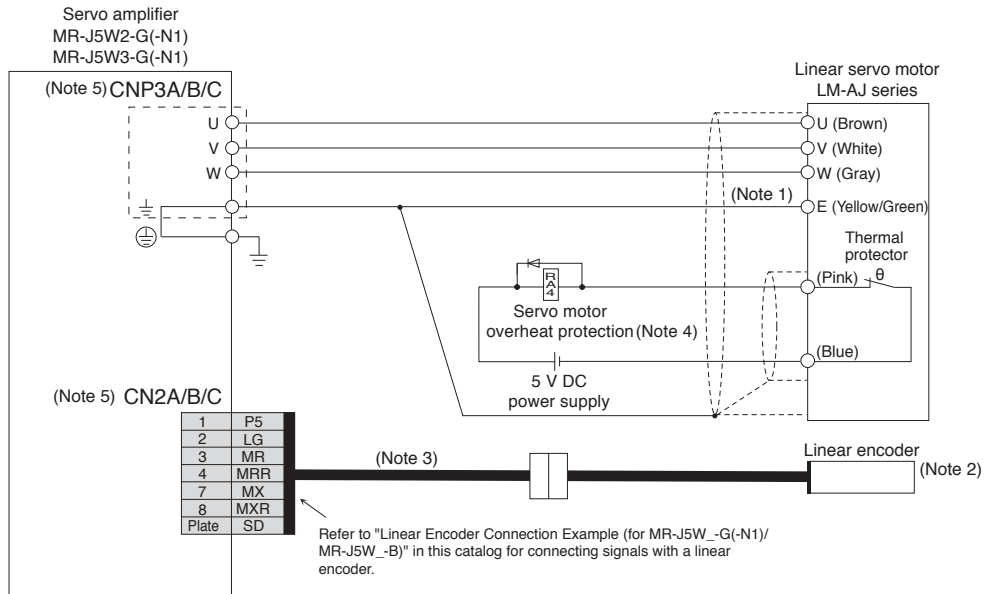 Servo amplifier
MR-J5W2-G(-N1)
MR-J5W3-G(-N1)
(Note 5) CNP3A/B/C
U
V
W
Linear servo motor
LM-AJ series
U (Brown)
V (White)
W (Gray)
(Note 1)
E (Yellow/Green)
Thermal
protector
(Pink)
θ
RA4
Servo motor
overheat protection (Note 4)
(Blue)
5 V DC
power supply
(Note 5) CN2A/B/C
1 P5
2 LG
3 MR
4 MRR
7 MX
8 MXR
Plate SD
(Note 3)
Linear encoder
(Note 2)
Refer to "Linear Encoder Connection Example (for MR-J5W_-G(-N1)/
MR-J5W_-B)" in this catalog for connecting signals with a linear
encoder.